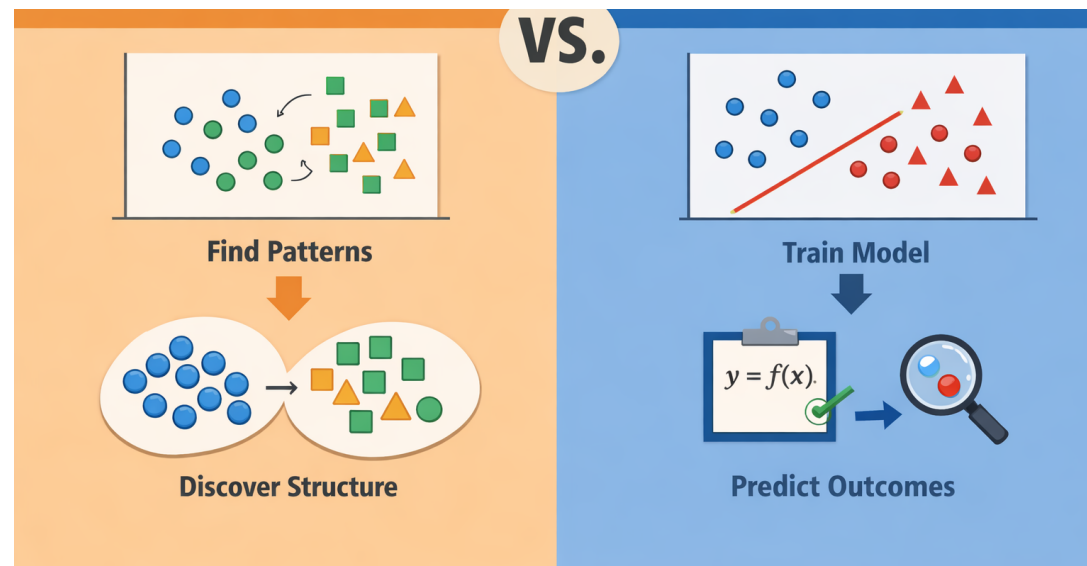 VS.
Find Patterns
Discover Structure
Train Model
y = f(x).
Predict Outcomes